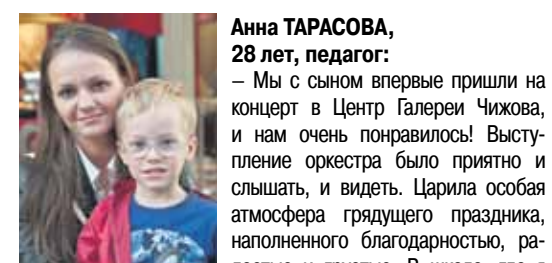 Анна ТАРАСОВА,
28 лет, педагог:
– Мы с сыном впервые пришли на
концерт в Центр Галереи Чижова,
и нам очень понравилось! Высту-
пление оркестра было приятно и
слышать, и видеть. Царила особая
атмосфера грядущего праздника,
наполненного благодарностью, ра-